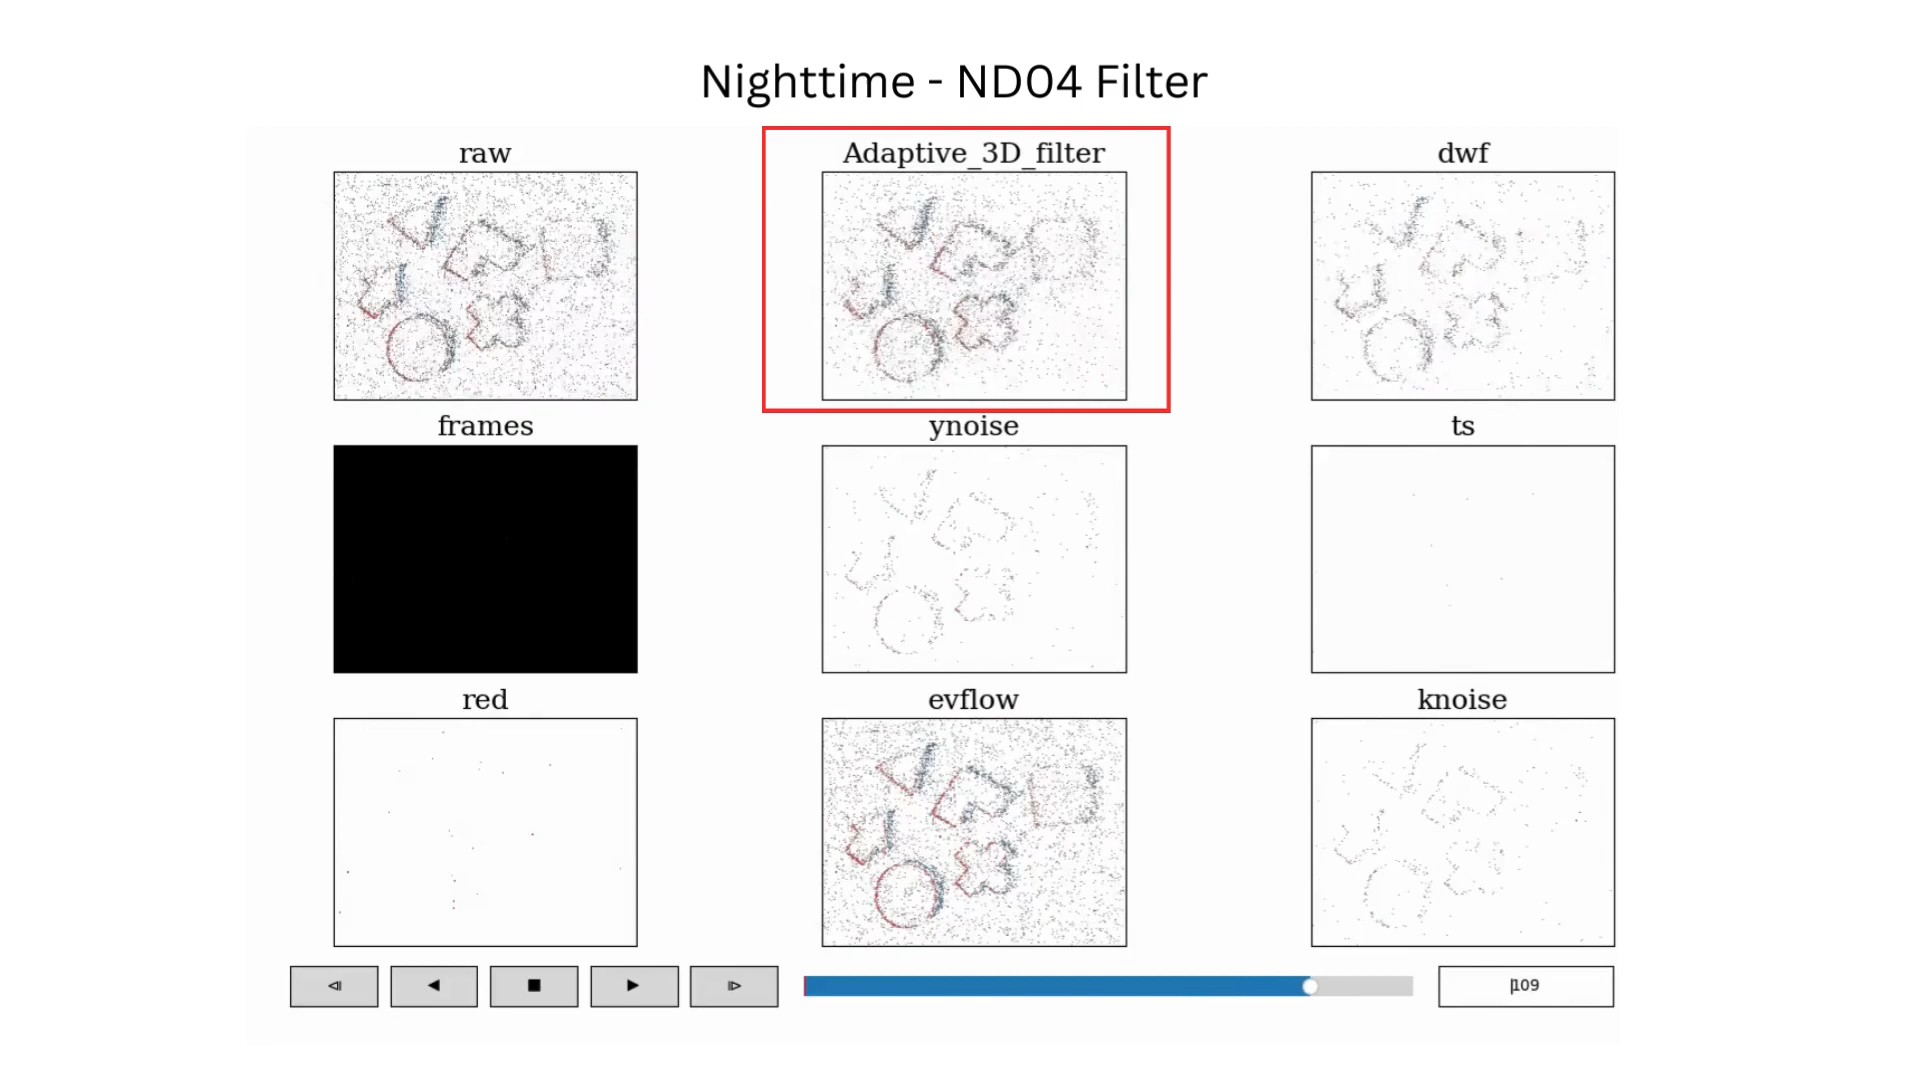 Nighttime - ND04 Filter
raw
Adaptive_3D_filter
dwf
frames
ynoise
ts
red
evflow
knoise
109